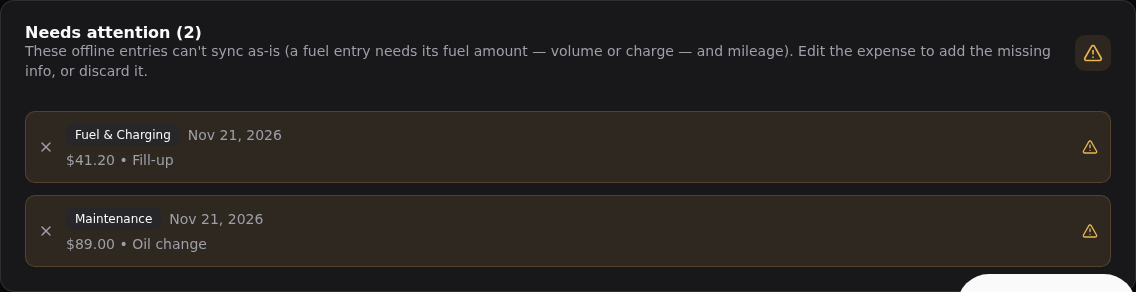 Needs attention (2)
These offline entries can't sync as-is (a fuel entry needs its fuel amount — volume or charge — and mileage). Edit the expense to add the missing
info, or discard it.
Fuel & Charging Nov 21, 2026
$41.20 • Fill-up
Maintenance Nov 21, 2026
$89.00 • Oil change